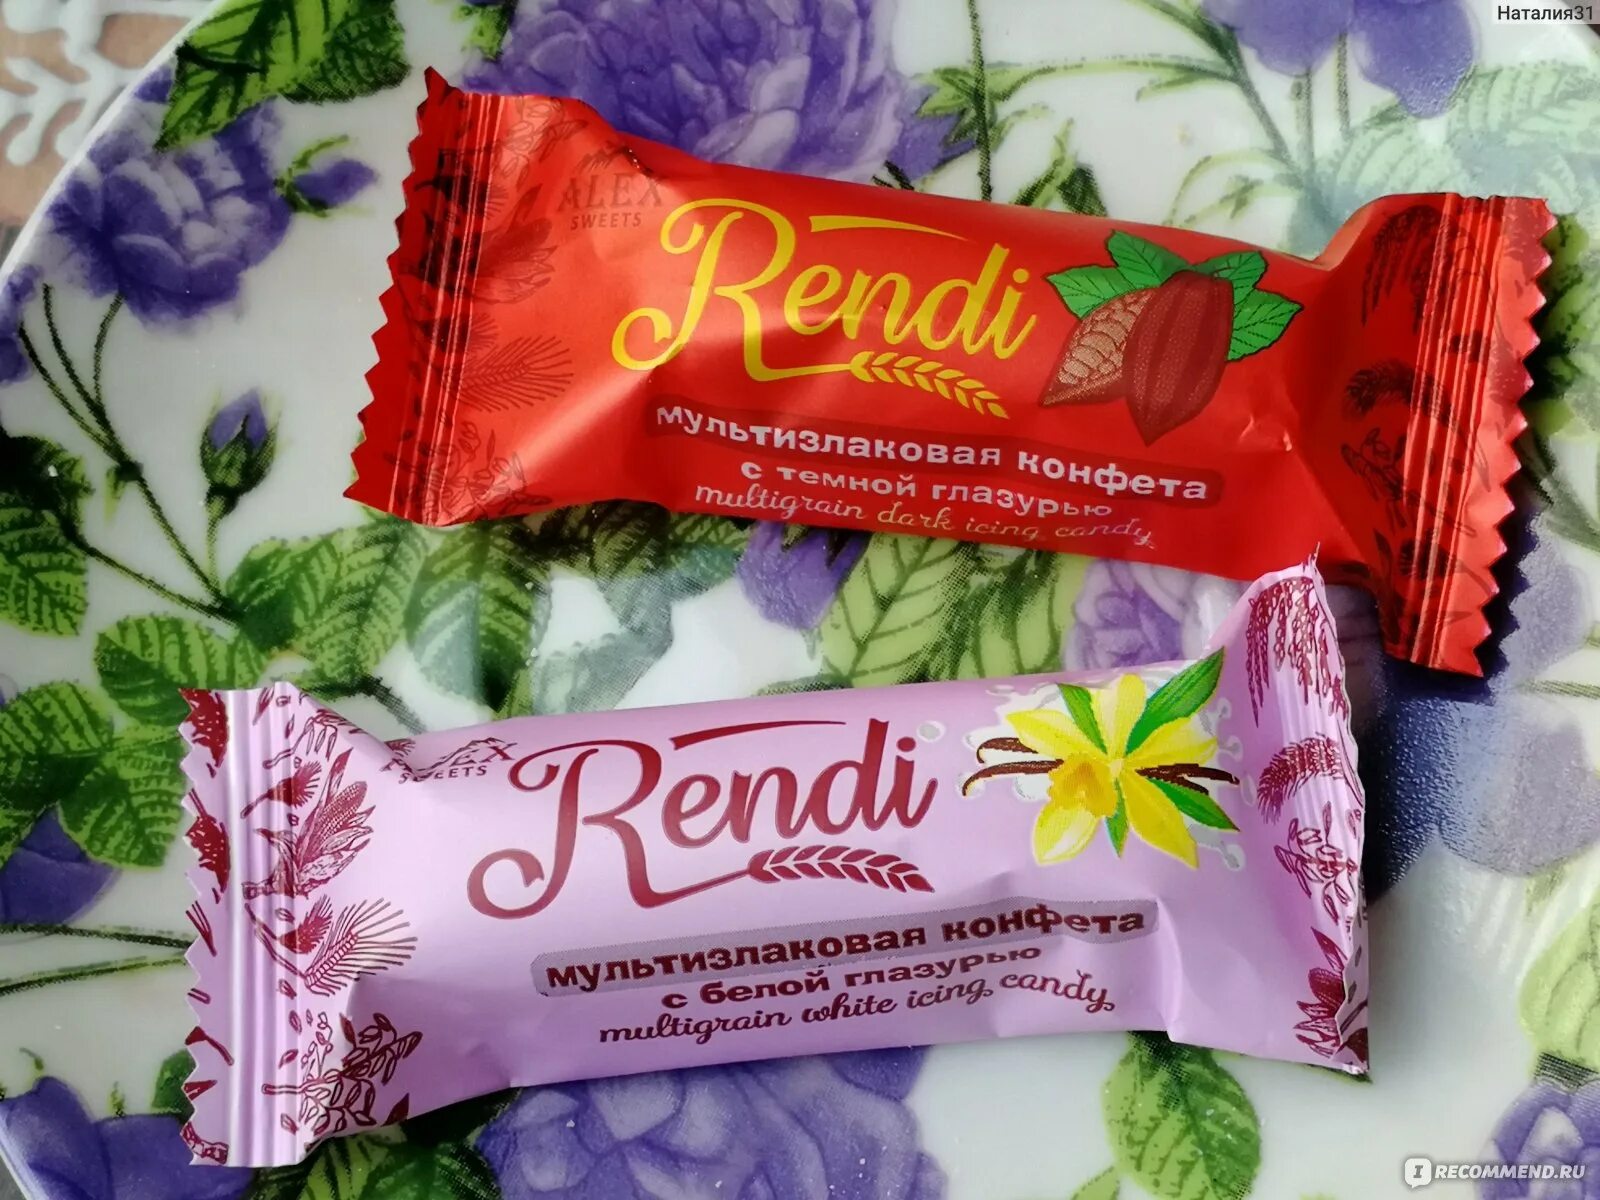 Наталия31
ALEX
SWEETS
Rendi
мультизлаковая конфета
с темной глазурью
multigrain dark icing candy
ALEX
SWEETS
Rendi
мультизлаковая конфета
с белой глазурью
multigrain white icing candy
I RECOMMEND.RU